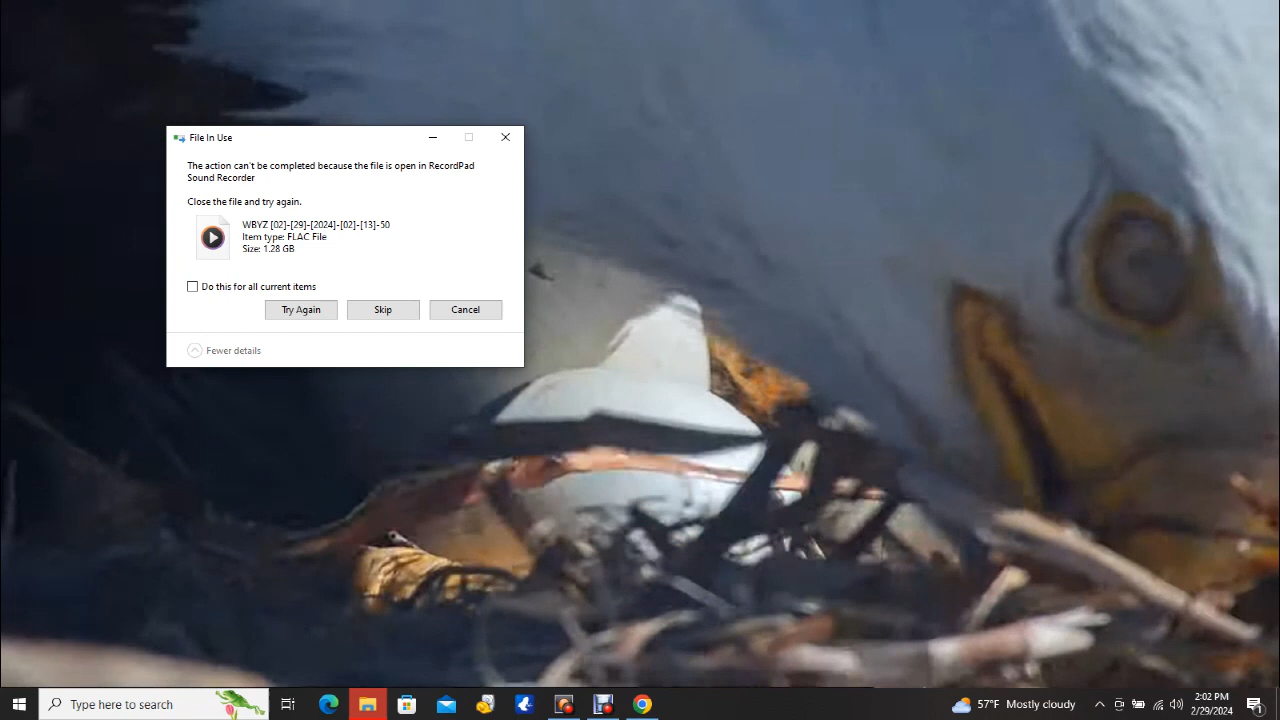 File In Use
The action can't be completed because the file is open in RecordPad
Sound Recorder
Close the file and try again.
WBYZ [02]-[29]-[2024]-[02]-[13]-50
Item type: FLAC File
Size: 1.28 GB
Do this for all current items
Try Again Skip Cancel
Fewer details
Type here to search
57°F Mostly cloudy
2:02 PM
2/29/2024
1